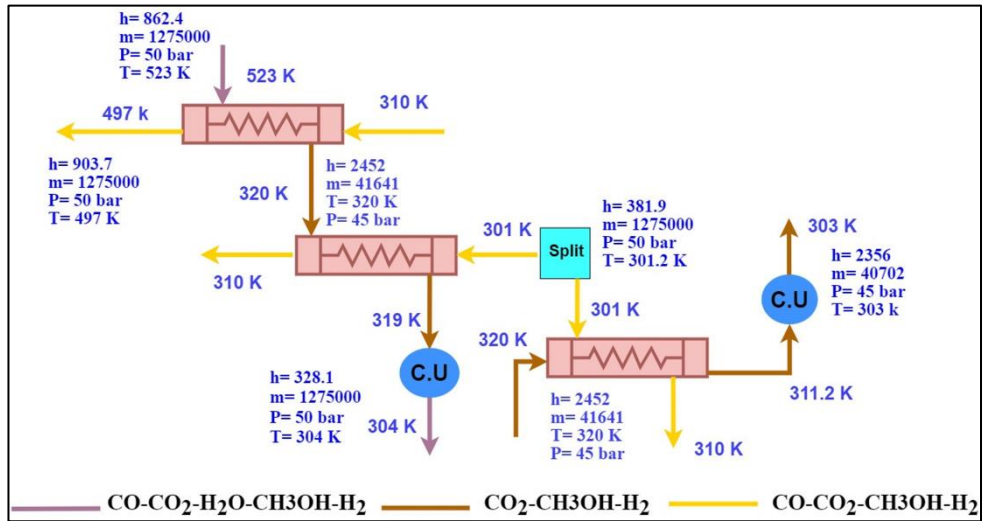 h= 862.4
m= 1275000
P= 50 bar
T= 523 K
523 K
497 k
310 K
h= 903.7
m= 1275000
P= 50 bar
T= 497 K
320 K
h= 2452
m= 41641
T= 320 K
P= 45 bar
310 K
301 K
Split
h= 381.9
m= 1275000
P= 50 bar
T= 301.2 K
301 K
303 K
h= 2356
m= 40702
P= 45 bar
T= 303 k
C.U
319 K
C.U
h= 328.1
m= 1275000
P= 50 bar
T= 304 K
304 K
320 K
h= 2452
m= 41641
T= 320 K
P= 45 bar
310 K
311.2 K
CO-CO₂-H₂O-CH3OH-H₂
CO₂-CH3OH-H₂
CO-CO₂-CH3OH-H₂